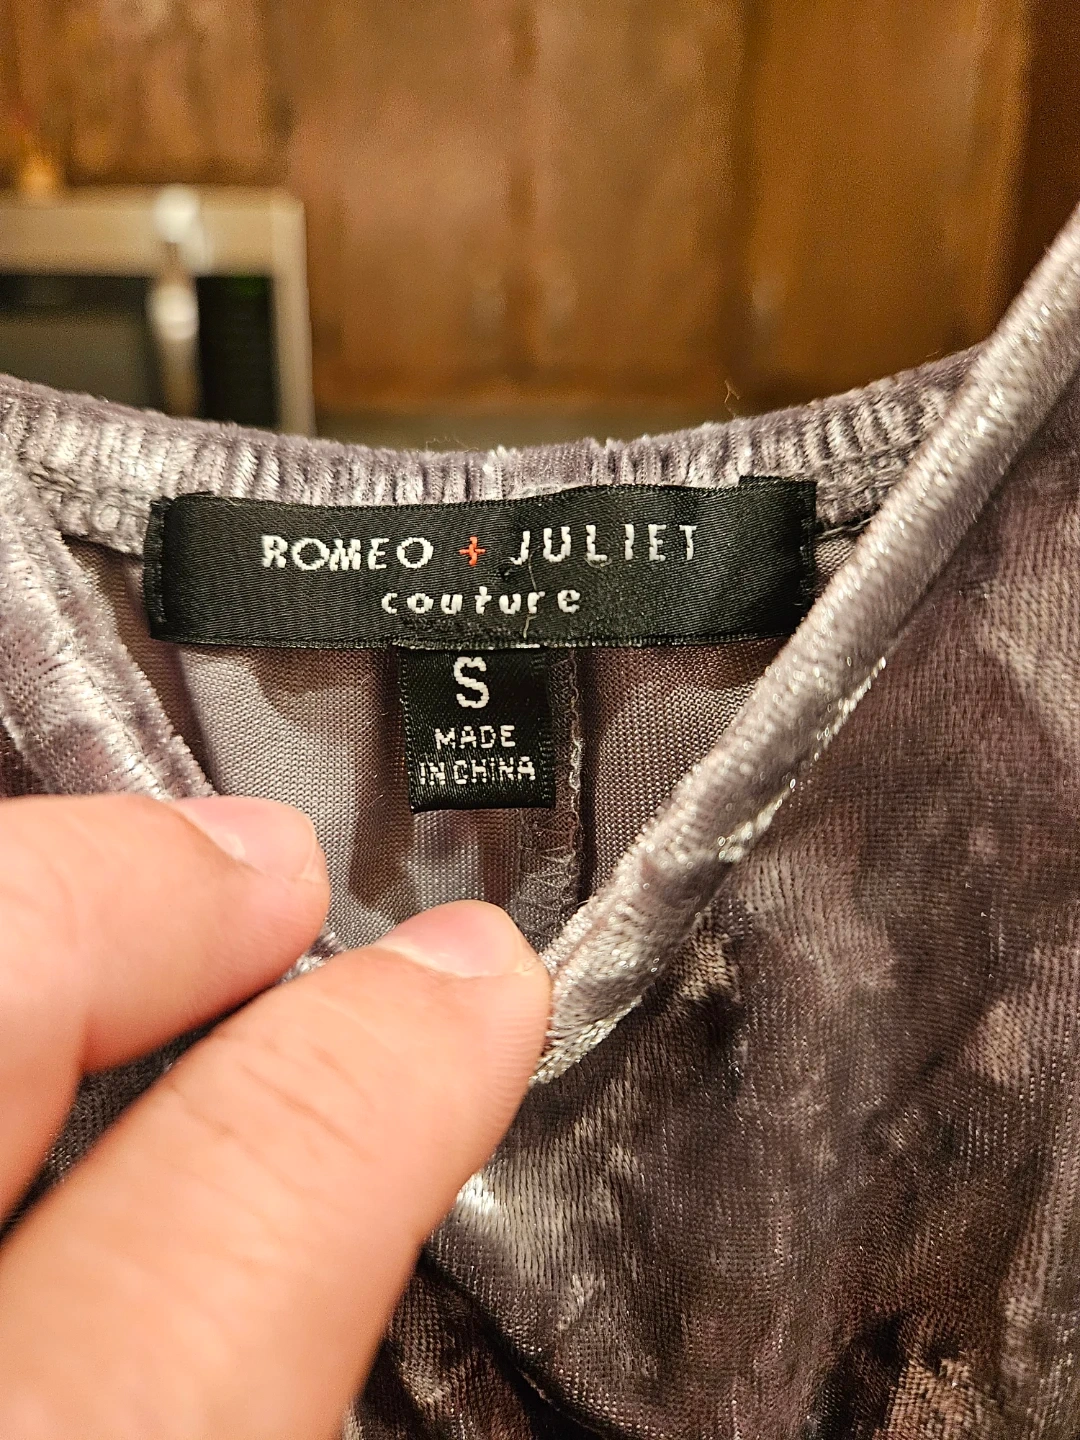 ROMEO + JULIET
couture
S
MADE
IN CHINA